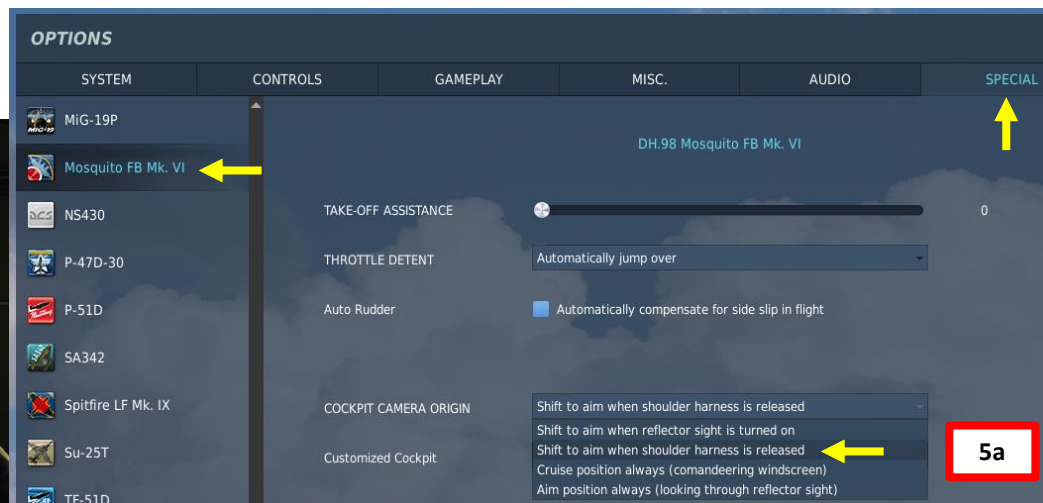 OPTIONS
SYSTEM CONTROLS GAMEPLAY MISC. AUDIO SPECIAL
MiG-19P
DH.98 Mosquito FB Mk. VI
Mosquito FB Mk. VI
NS430
TAKE-OFF ASSISTANCE 0
P-47D-30
THROTTLE DETENT Automatically jump over
P-51D
Auto Rudder Automatically compensate for side slip in flight
SA342
Spitfire LF Mk. IX
COCKPIT CAMERA ORIGIN Shift to aim when shoulder harness is released
Shift to aim when reflector sight is turned on
Su-25T
Customized Cockpit Shift to aim when shoulder harness is released
5a
Cruise position always (comandeering windscreen)
Aim position always (looking through reflector sight)
TF-51D